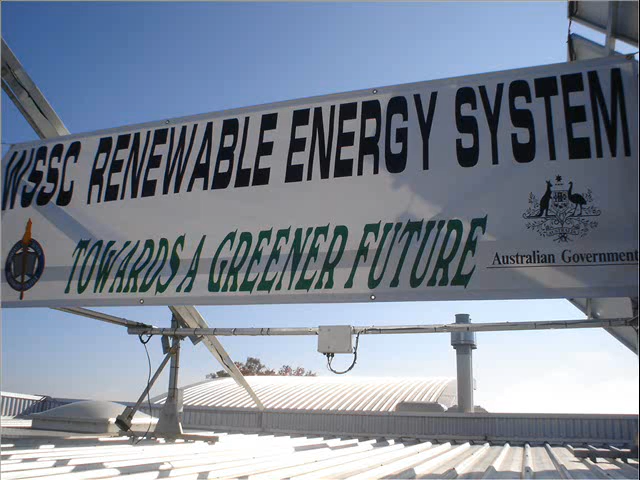 WSSC RENEWABLE ENERGY SYSTEM
TOWARDS A GREENER FUTURE
Australian Government